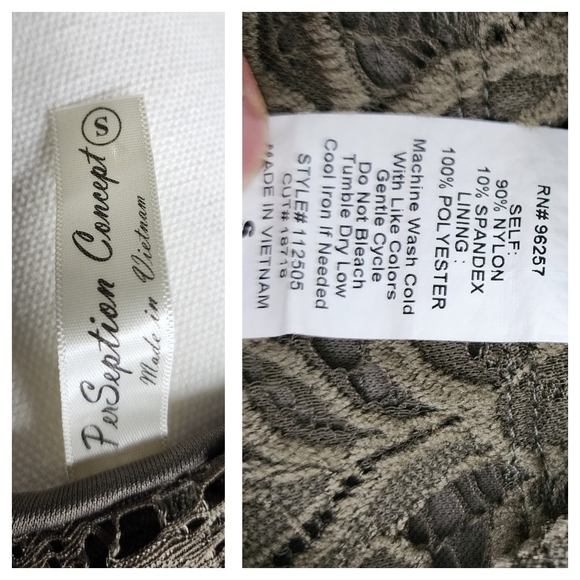 PerSeption Concept S
Made in Vietnam
RN# 96257
SELF:
90% NYLON
10% SPANDEX
LINING :
100% POLYESTER
Machine Wash Cold
With Like Colors
Gentle Cycle
Do Not Bleach
Tumble Dry Low
Cool Iron If Needed
STYLE# 112505
CUT# 18718
MADE IN VIETNAM